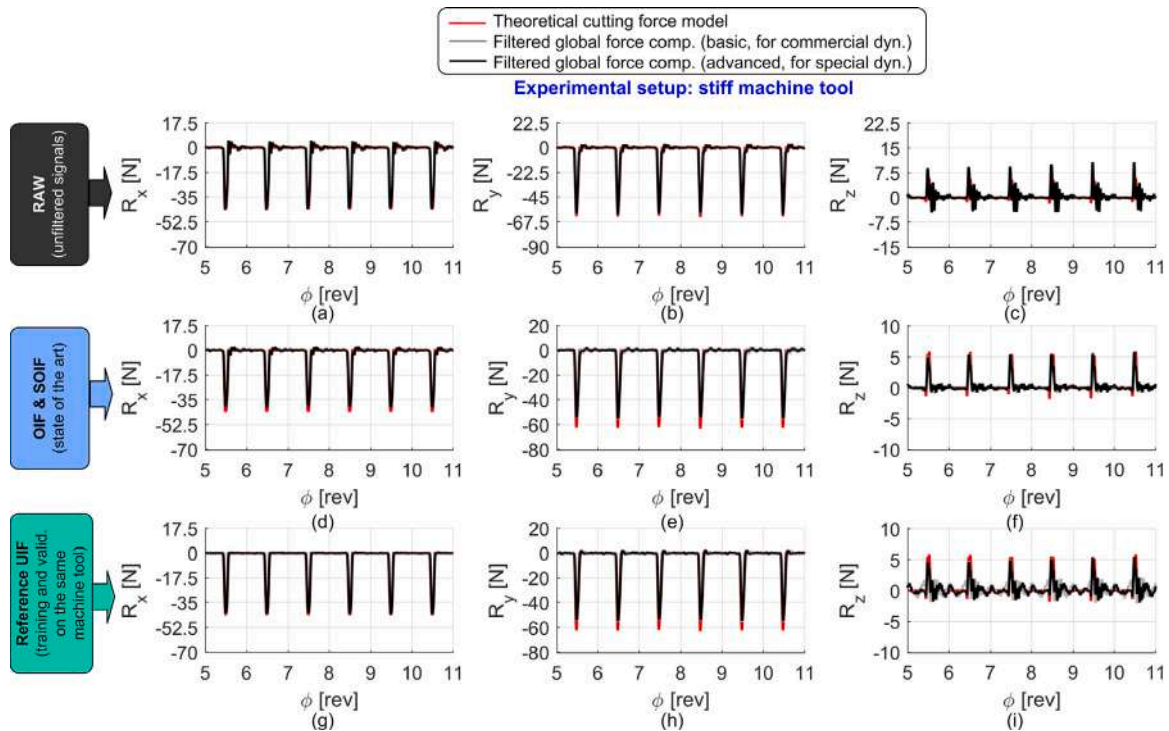 Theoretical cutting force model
Filtered global force comp. (basic, for commercial dyn.)
Filtered global force comp. (advanced, for special dyn.)
Experimental setup: stiff machine tool
RAW
(unfiltered signals)
17.5
0
-17.5
-35
-52.5
-70
R_x [N]
5 6 7 8 9 10 11
ϕ [rev]
(a)
22.5
0
-22.5
-45
-67.5
-90
R_y [N]
5 6 7 8 9 10 11
ϕ [rev]
(b)
22.5
15
7.5
0
-7.5
-15
R_z [N]
5 6 7 8 9 10 11
ϕ [rev]
(c)
OIF & SOIF
(state of the art)
17.5
0
-17.5
-35
-52.5
-70
R_x [N]
5 6 7 8 9 10 11
ϕ [rev]
(d)
20
0
-20
-40
-60
-80
R_y [N]
5 6 7 8 9 10 11
ϕ [rev]
(e)
10
5
0
-5
-10
R_z [N]
5 6 7 8 9 10 11
ϕ [rev]
(f)
Reference UIF
(training and valid.
on the same
machine tool)
17.5
0
-17.5
-35
-52.5
-70
R_x [N]
5 6 7 8 9 10 11
ϕ [rev]
(g)
20
0
-20
-40
-60
-80
R_y [N]
5 6 7 8 9 10 11
ϕ [rev]
(h)
10
5
0
-5
-10
R_z [N]
5 6 7 8 9 10 11
ϕ [rev]
(i)